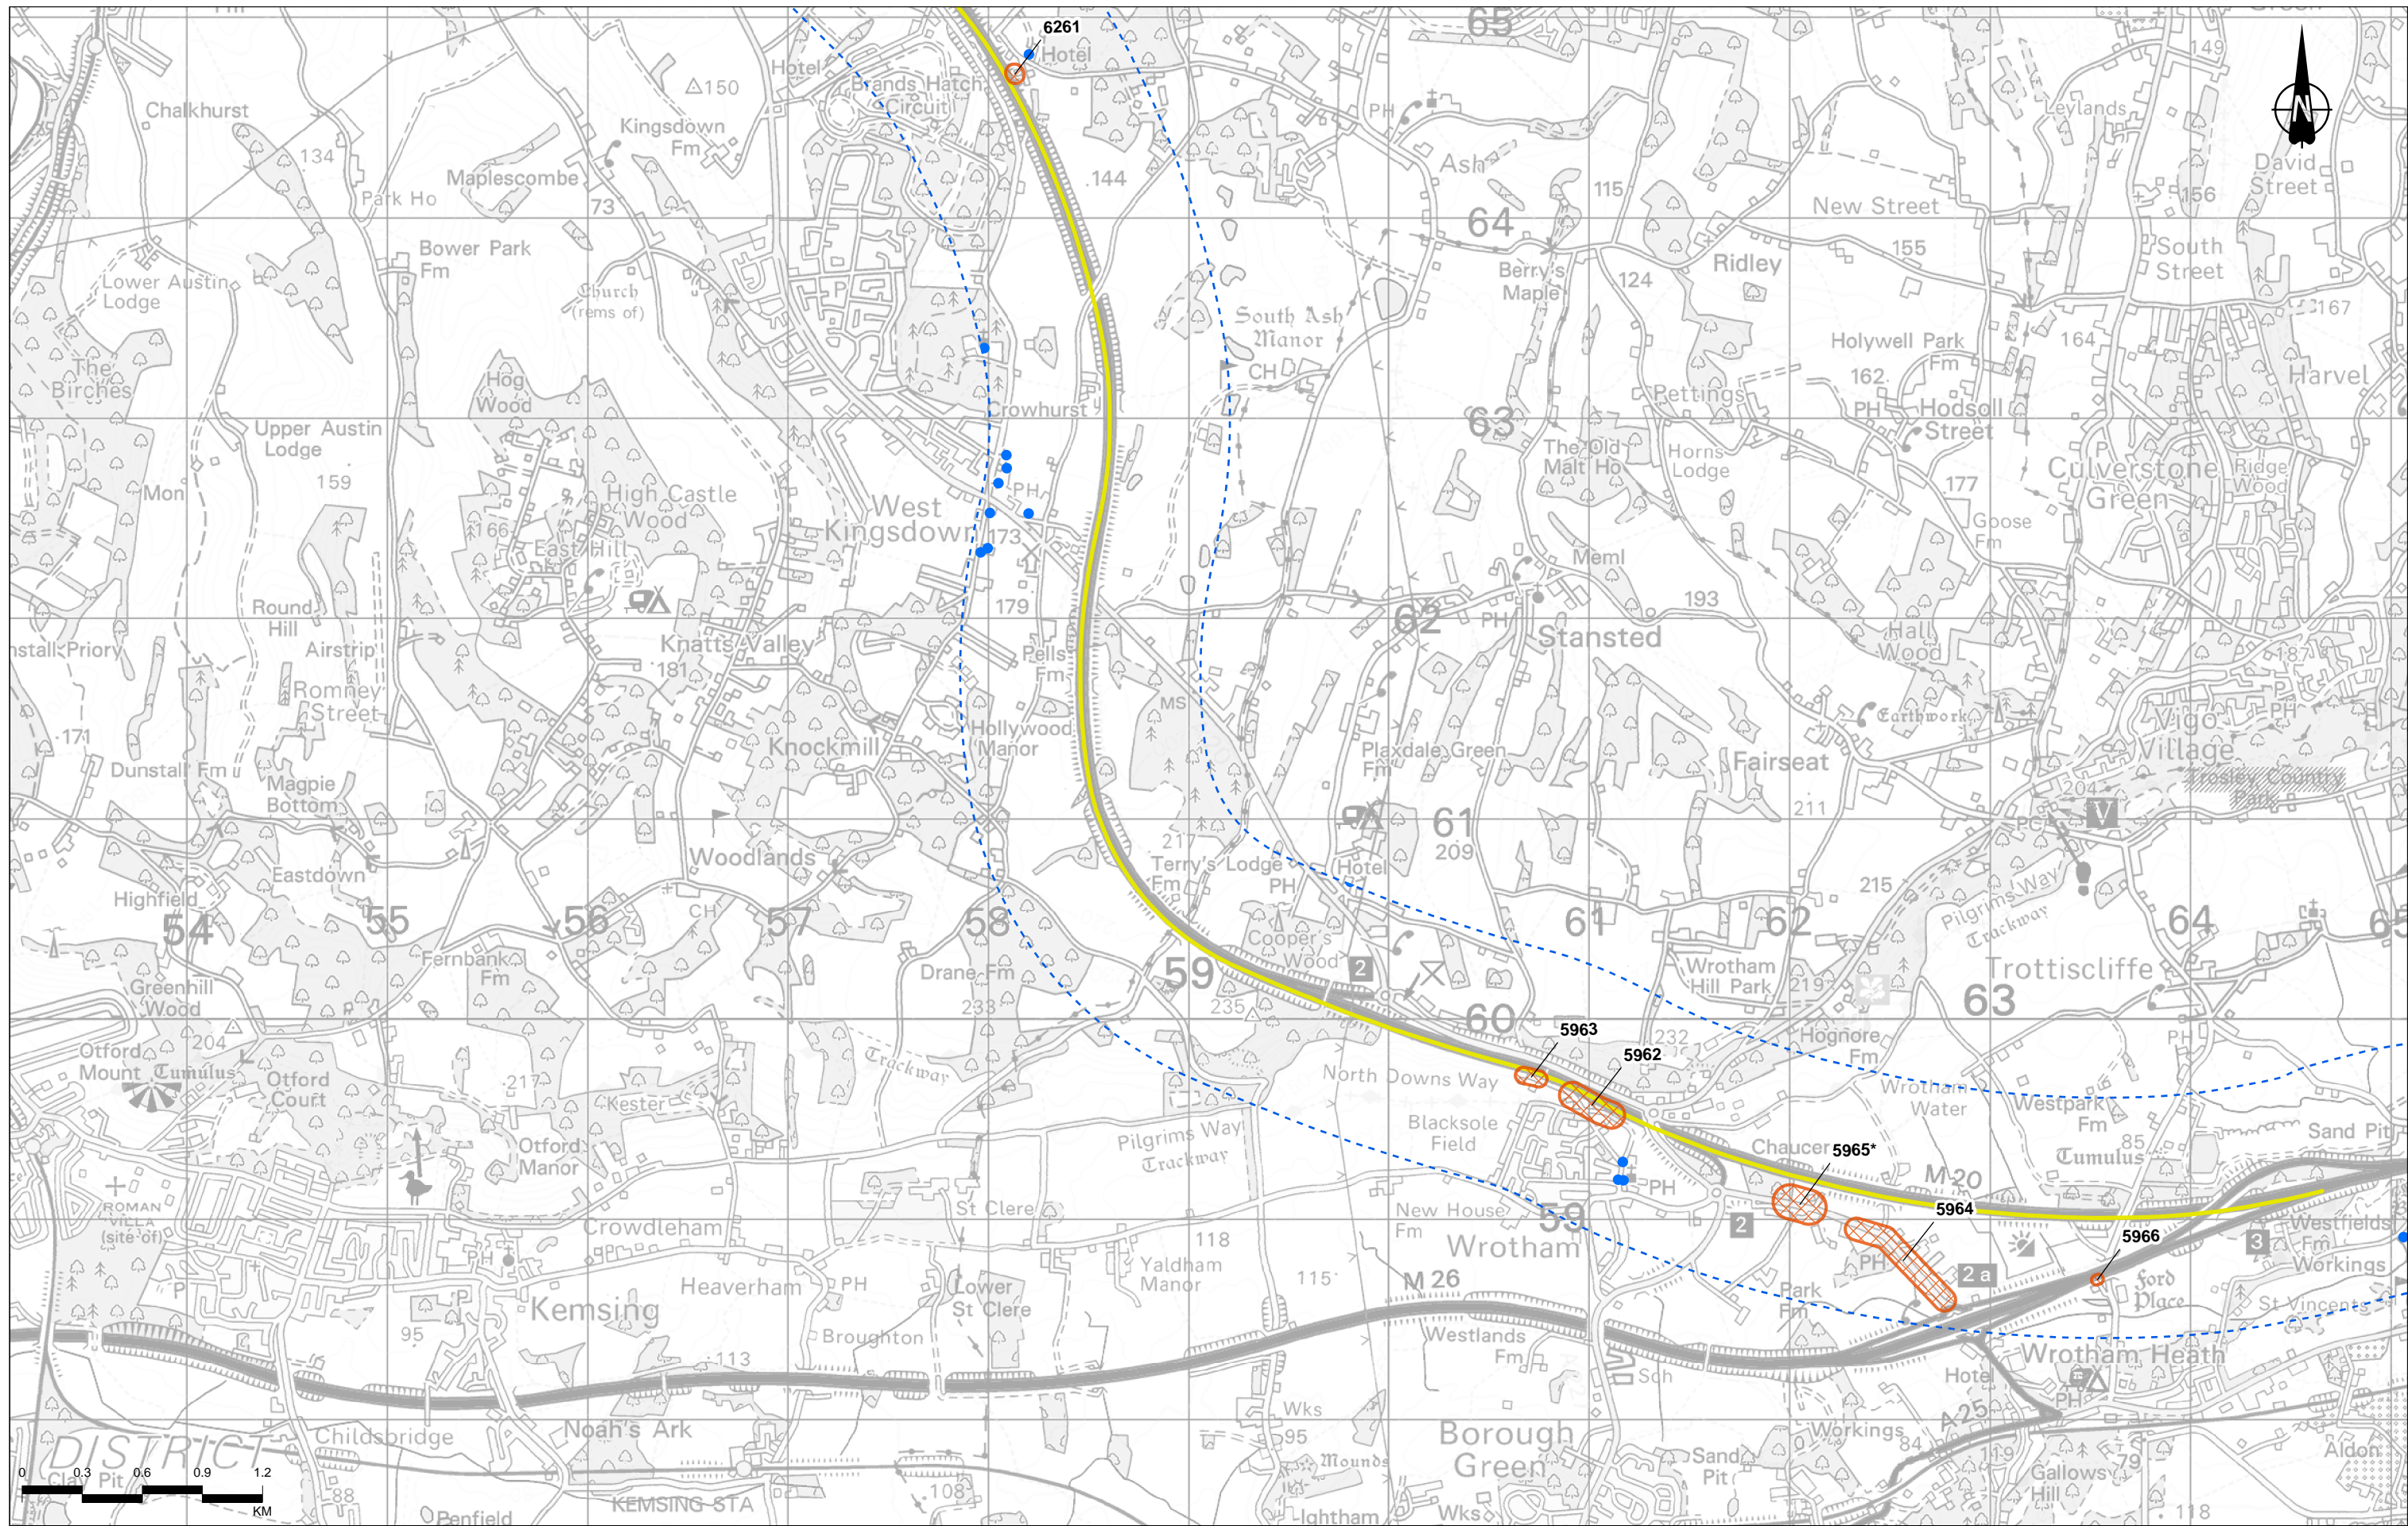 65
Green
6261
Hotel
Hotel
149
Chalkhurst
150
Brands Hatch
Circuit
Leylands
Kingsdown
Fm
PH
134
Ash
David
Street
N
Maplescombe
.144
115
Park Ho
73
New Street
156
64
Bower Park
Fm
155
South
Street
Ridley
Berry's
Maple
124
Lower Austin
Lodge
Church
(rems of)
P
167
South Ash
Manor
Holywell Park
Fm
164
The
Birches
CH
162
Harvel
Hog
Wood
Pettings
PH
Hodsoll
Street
Crowhurst
63
Upper Austin
Lodge
The Old
Malt Ho
Horns
Lodge
P
Culverstone
Green
Ridge
Wood
159
Mon
High Castle
Wood
PH
177
West
Kingsdown
166
Goose
Fm
173
East Hill
Meml
Round
Hill
179
193
62
PH
Stansted
Hall
Wood
nstall Priory
Airstrip
Knatts Valley
Pells
Fm
187
181
Romney
Street
MS
Earthwork
PH
Vigo
Village
171
Hollywood
Manor
Knockmill
Plaxdale Green
Fm
Fairseat
Dunstall Fm
Trosley Country
Park
Magpie
Bottom
204
211
61
PC
V
217
209
Woodlands
Terry's Lodge
Fm
Hotel
Eastdown
PH
215
Pilgrims Way
Trackway
Highfield
54
55
56
CH
57
58
61
62
64
65
Cooper's
Wood
Fernbank
Fm
Drane Fm
59
2
Wrotham
Hill Park
Trottiscliffe
Greenhill
Wood
219
233
235
63
60
5963
204
232
Hognore
Fm
PH
Otford
Mount
Tumulus
5962
Trackway
Otford
Court
217
North Downs Way
Wrotham
Water
Westpark
Fm
Kester
Blacksole
Field
Pilgrims Way
Trackway
Otford
Manor
Chaucer
5965*
85
Sand Pit
Tumulus
M 20
PH
ROMAN
VILLA
(site of)
St Clere
New House
Fm
59
5964
Crowdleham
2
Westfields
Fm
5966
118
Wrotham
3
PH
Workings
Heaverham
PH
Yaldham
Manor
115
M 26
PH
2 a
Ford
Place
P
Lower
St Clere
Park
Fm
St Vincents
Kemsing
95
Broughton
Westlands
Fm
Wrotham Heath
113
Sch
Hotel
PH
Wks
A 25
Noah's Ark
95
Borough
Green
Workings
84
DISTRICT
Childsbridge
Mounds
Sand
Pit
119
79
Aldon
0 0.3 0.6 0.9 1.2
Clay Pit
Gallows
Hill
KM
88
KEMSING STA
108
118
Penfield
Ightham
Wks